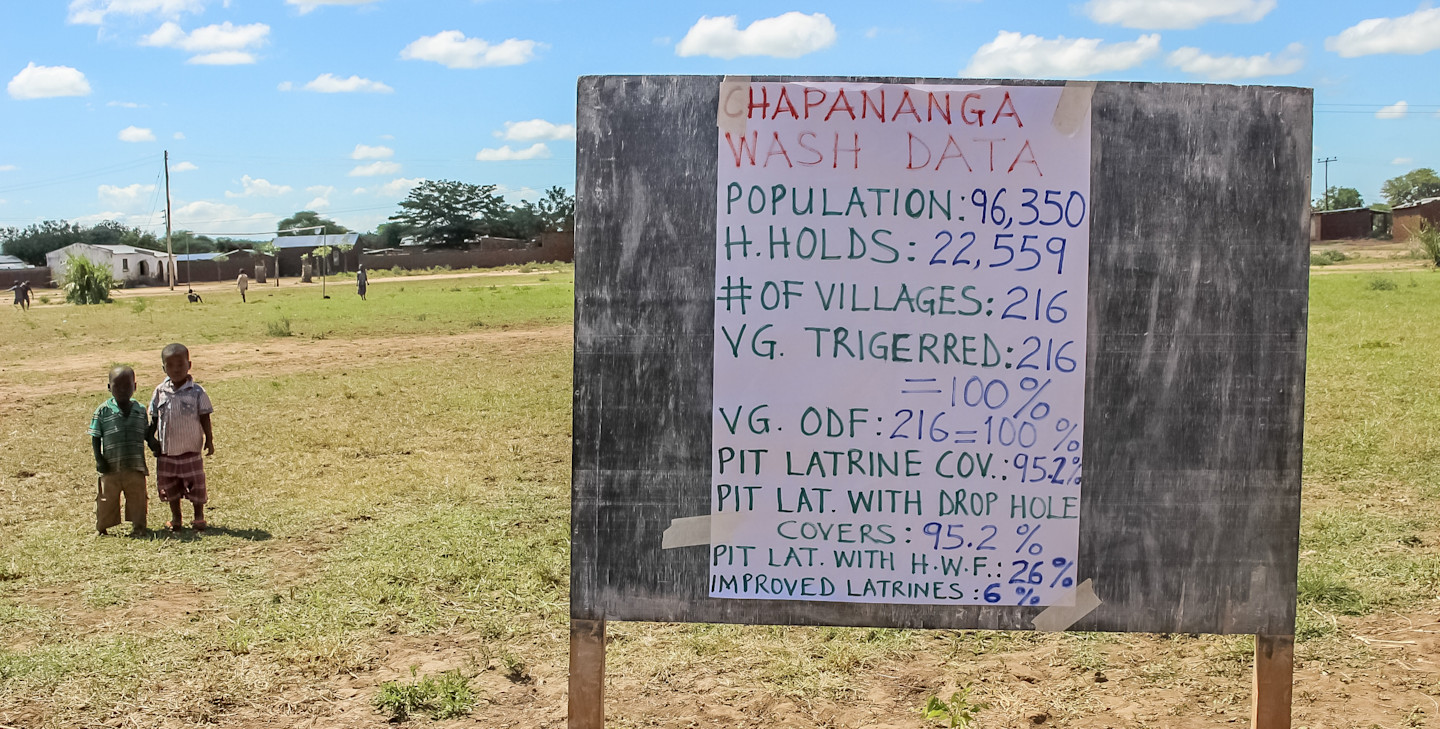 CHAPANANGA
WASH DATA
POPULATION: 96,350
H.HOLDS: 22,559
# OF VILLAGES: 216
VG. TRIGERRED: 216
= 100 %
VG. ODF: 216 = 100 %
PIT LATRINE COV.: 95.2%
PIT LAT. WITH DROP HOLE
COVERS: 95.2 %
PIT LAT. WITH H.W.F.: 26 %
IMPROVED LATRINES : 6 %